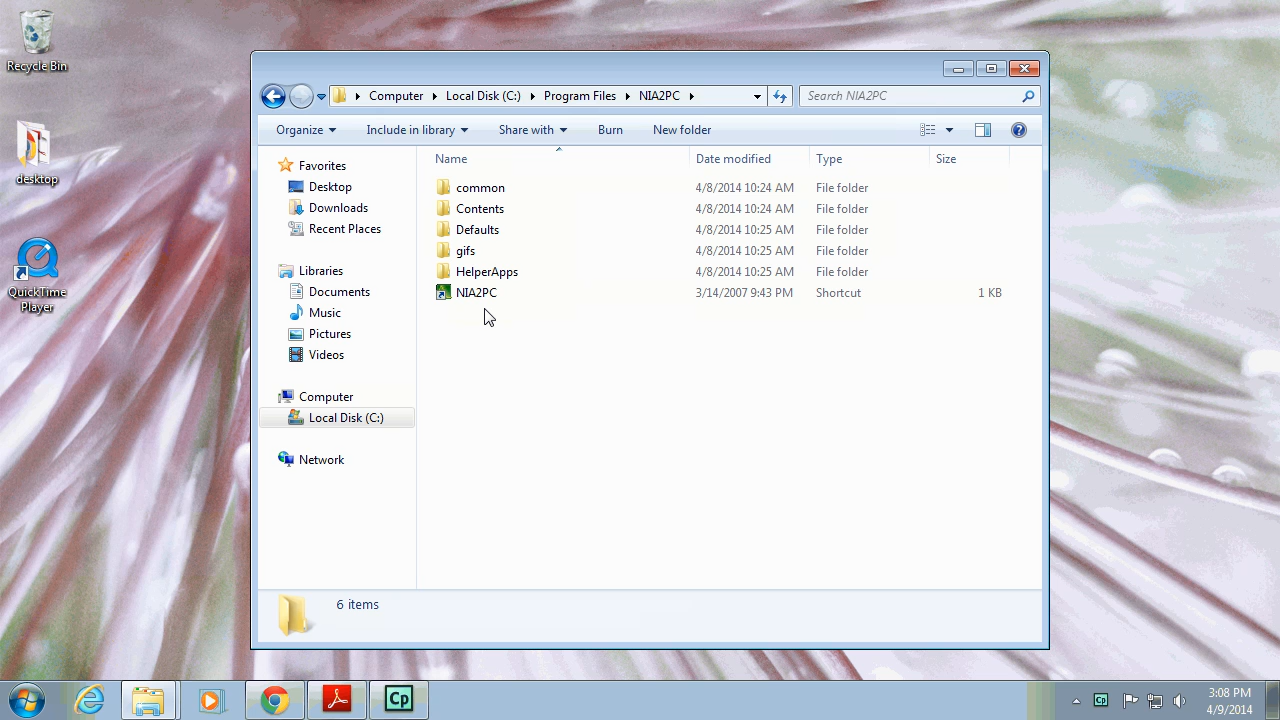 Recycle Bin
desktop
QuickTime
Player
Computer Local Disk (C:) Program Files NIA2PC
Search NIA2PC
Organize Include in library Share with Burn New folder
Name Date modified Type Size
Favorites
Desktop
Downloads
Recent Places
Libraries
Documents
Music
Pictures
Videos
Computer
Local Disk (C:)
Network
common 4/8/2014 10:24 AM File folder
Contents 4/8/2014 10:24 AM File folder
Defaults 4/8/2014 10:25 AM File folder
gifs 4/8/2014 10:25 AM File folder
HelperApps 4/8/2014 10:25 AM File folder
NIA2PC 3/14/2007 9:43 PM Shortcut 1 KB
6 items
Cp
Cp
3:08 PM
4/9/2014